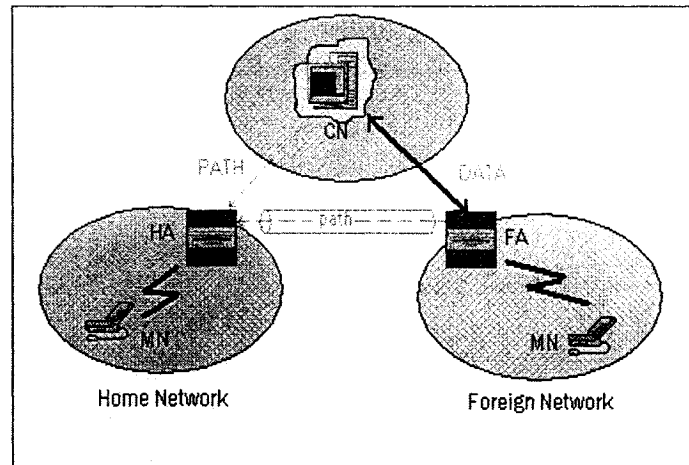 CN
PATH
DATA
HA
path
FA
MN
MN
Home Network
Foreign Network